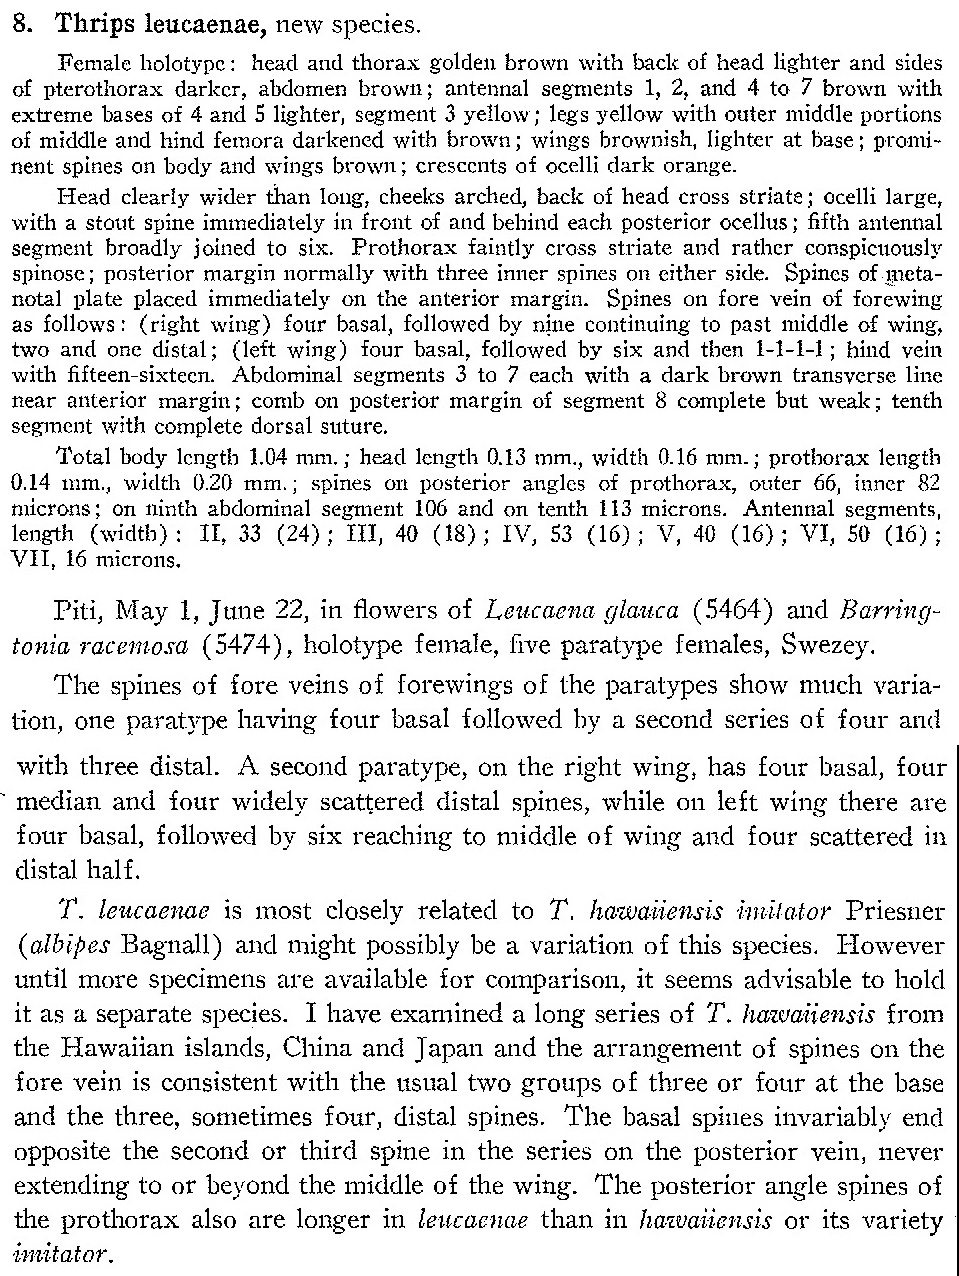 8. Thrips leucaenae, new species.
Female holotype: head and thorax golden brown with back of head lighter and sides
of pterothorax darker, abdomen brown; antennal segments 1, 2, and 4 to 7 brown with
extreme bases of 4 and 5 lighter, segment 3 yellow; legs yellow with outer middle portions
of middle and hind femora darkened with brown; wings brownish, lighter at base; promi-
nent spines on body and wings brown; crescents of ocelli dark orange.
Head clearly wider than long, cheeks arched, back of head cross striate; ocelli large,
with a stout spine immediately in front of and behind each posterior ocellus; fifth antennal
segment broadly joined to six. Prothorax faintly cross striate and rather conspicuously
spinose; posterior margin normally with three inner spines on either side. Spines of meta-
notal plate placed immediately on the anterior margin. Spines on fore vein of forewing
as follows: (right wing) four basal, followed by nine continuing to past middle of wing,
two and one distal; (left wing) four basal, followed by six and then 1-1-1-1; hind vein
with fifteen-sixteen. Abdominal segments 3 to 7 each with a dark brown transverse line
near anterior margin; comb on posterior margin of segment 8 complete but weak; tenth
segment with complete dorsal suture.
Total body length 1.04 mm.; head length 0.13 mm., width 0.16 mm.; prothorax length
0.14 mm., width 0.20 mm.; spines on posterior angles of prothorax, outer 66, inner 82
microns; on ninth abdominal segment 106 and on tenth 113 microns. Antennal segments,
length (width): II, 33 (24); III, 40 (18); IV, 53 (16); V, 40 (16); VI, 50 (16);
VII, 16 microns.
Piti, May 1, June 22, in flowers of Leucaena glauca (5464) and Barring-
tonia racemosa (5474), holotype female, five paratype females, Swezey.
The spines of fore veins of forewings of the paratypes show much varia-
tion, one paratype having four basal followed by a second series of four and
with three distal. A second paratype, on the right wing, has four basal, four
median and four widely scattered distal spines, while on left wing there are
four basal, followed by six reaching to middle of wing and four scattered in
distal half.
T. leucaenae is most closely related to T. hawaiiensis imitator Priesner
(albipes Bagnall) and might possibly be a variation of this species. However
until more specimens are available for comparison, it seems advisable to hold
it as a separate species. I have examined a long series of T. hawaiiensis from
the Hawaiian islands, China and Japan and the arrangement of spines on the
fore vein is consistent with the usual two groups of three or four at the base
and the three, sometimes four, distal spines. The basal spines invariably end
opposite the second or third spine in the series on the posterior vein, never
extending to or beyond the middle of the wing. The posterior angle spines of
the prothorax also are longer in leucaenae than in hawaiiensis or its variety
imitator.